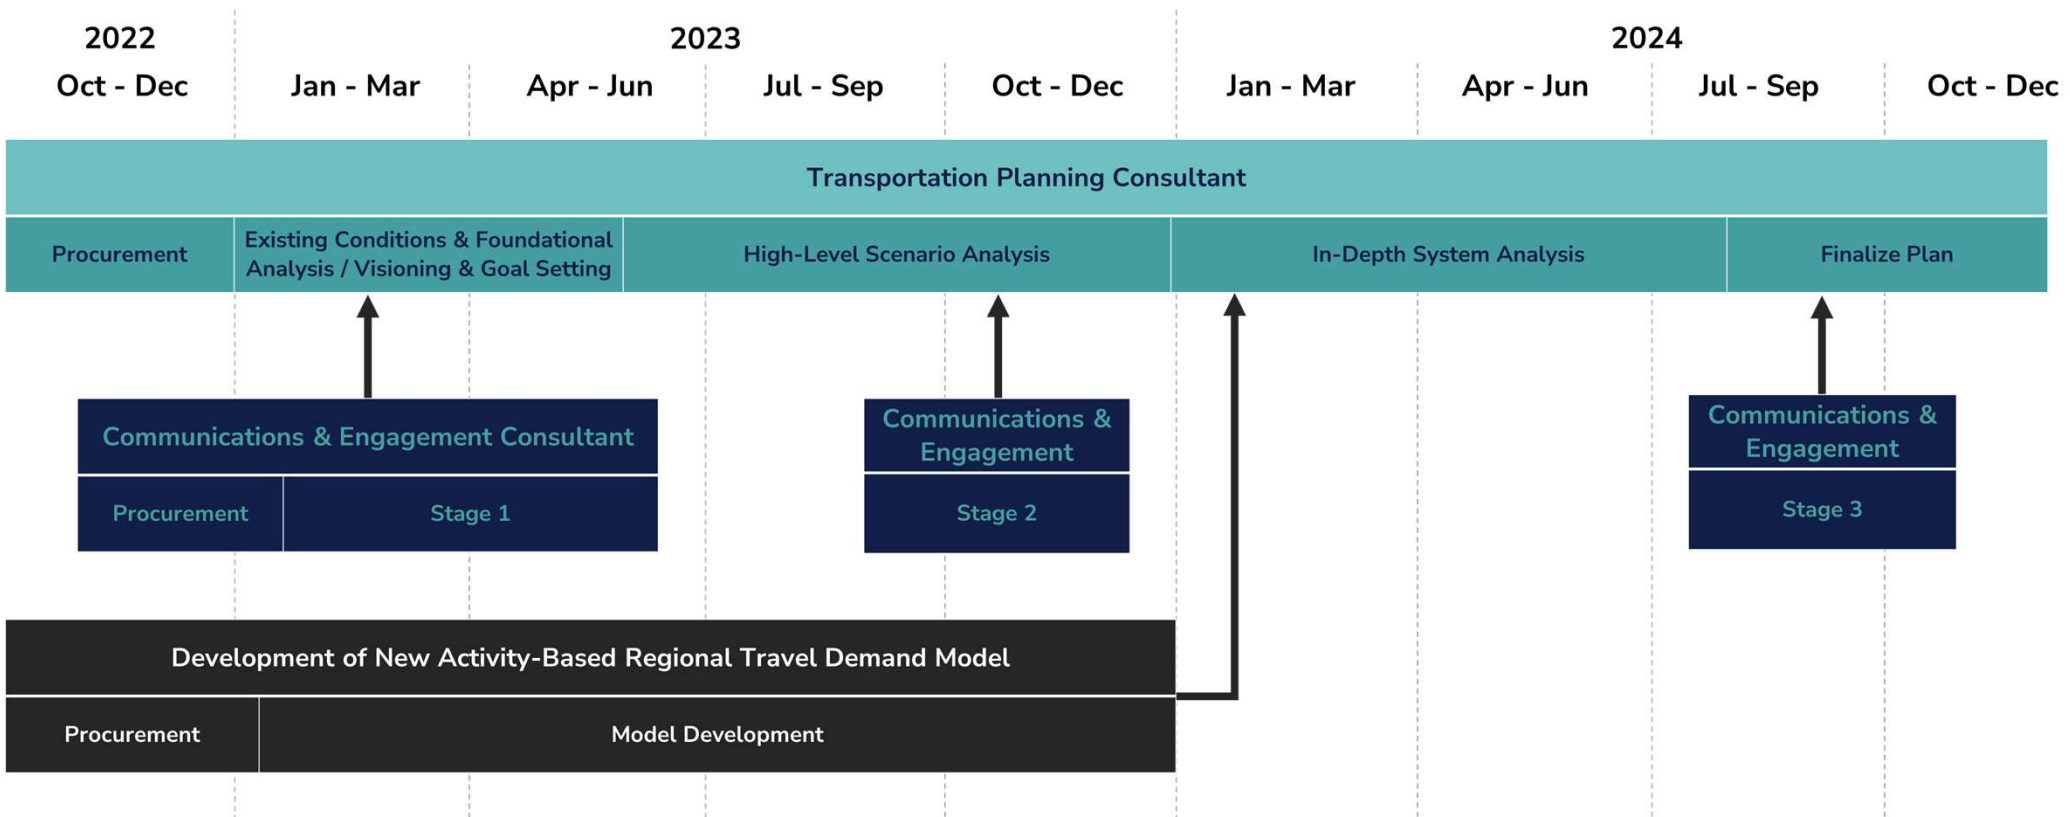 2022
2023
2024
Oct - Dec
Jan - Mar
Apr - Jun
Jul - Sep
Oct - Dec
Jan - Mar
Apr - Jun
Jul - Sep
Oct - Dec
Transportation Planning Consultant
Procurement
Existing Conditions & Foundational
Analysis / Visioning & Goal Setting
High-Level Scenario Analysis
In-Depth System Analysis
Finalize Plan
Communications & Engagement Consultant
Procurement
Stage 1
Communications &
Engagement
Stage 2
Communications &
Engagement
Stage 3
Development of New Activity-Based Regional Travel Demand Model
Procurement
Model Development